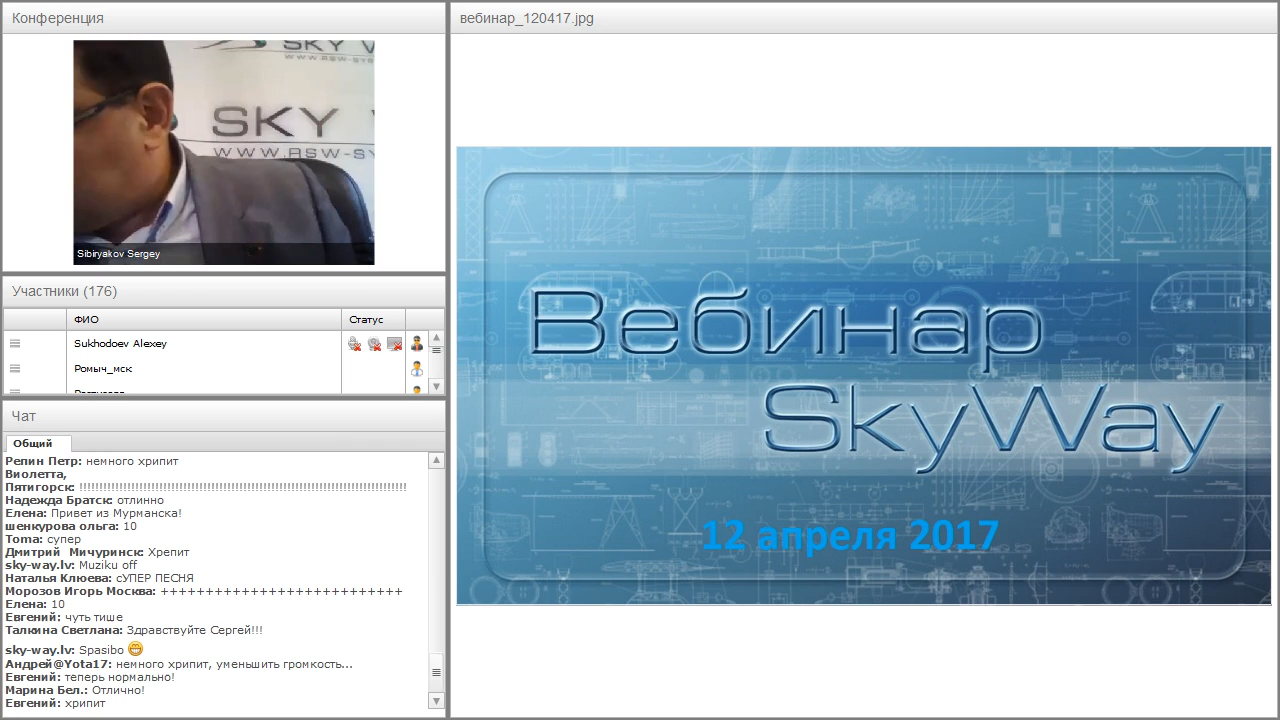 Конференция
SKY
WWW.RSW-SYS
SKY
WWW.RSW-SY
Sibiryakov Sergey
Участники (176)
ФИО
Статус
Sukhodoev Alexey
Ромыч_мск
Чат
Общий
Репин Петр: немного хрипит
Виолетта,
Пятигорск: !!!!!!!!!!!!!!!!!!!!!!!!!!!!!!!!!!!!!!!!!!!!!!!!!!!!!!!!!!!!!!!!!!!!!!!!!!!!!!!!!!
Надежда Братск: отлинно
Елена: Привет из Мурманска!
шенкурова ольга: 10
Toma: супер
Дмитрий Мичуринск: Хрепит
sky-way.lv: Muziku off
Наталья Клюева: сУПЕР ПЕСНЯ
Морозов Игорь Москва: +++++++++++++++++++++++++++
Елена: 10
Евгений: чуть тише
Талкина Светлана: Здравствуйте Сергей!!!
sky-way.lv: Spasibo
Андрей@Yota17: немного хрипит, уменьшить громкость...
Евгений: теперь нормально!
Марина Бел.: Отлично!
Евгений: хрипит
вебинар_120417.jpg
Вебинар
SkyWay
12 апреля 2017